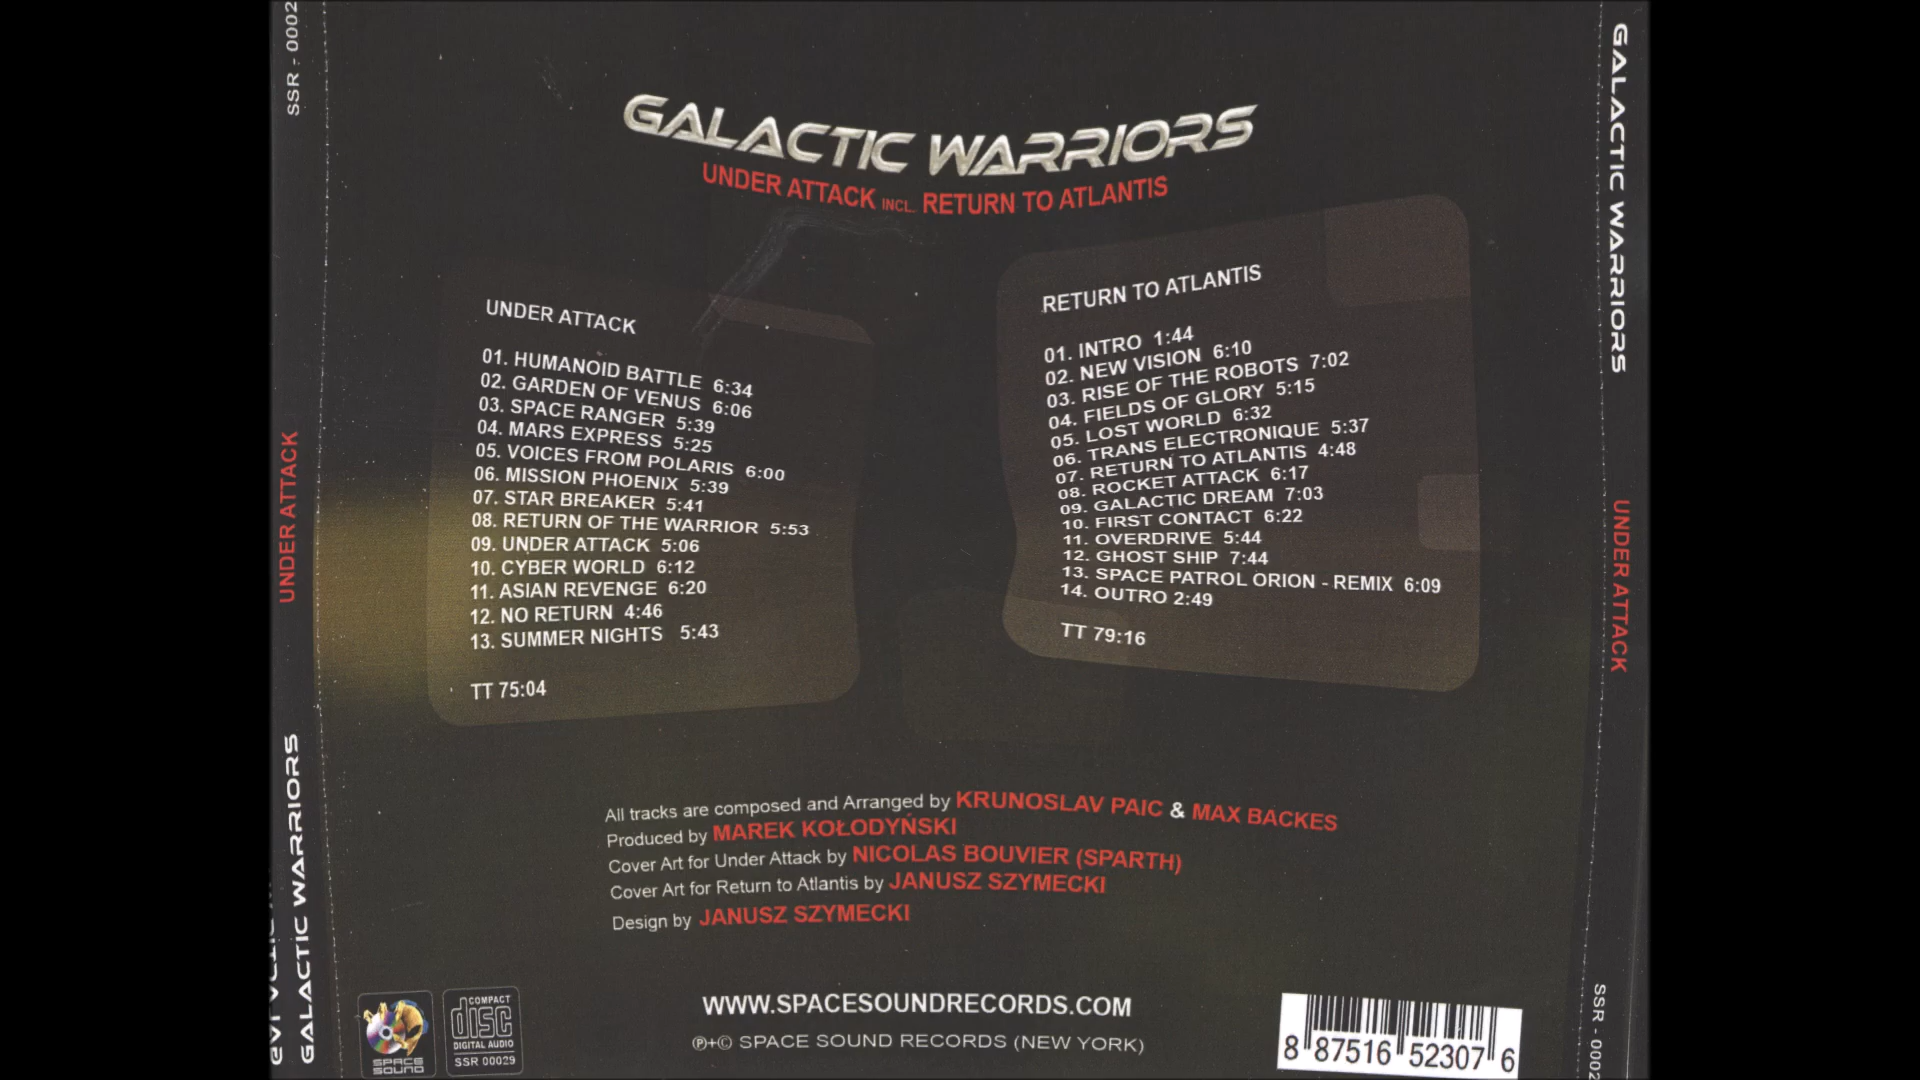 SSR - 0002
UNDER ATTACK
GALACTIC WARRIORS
GALACTIC WARRIORS
UNDER ATTACK INCL. RETURN TO ATLANTIS
UNDER ATTACK
01. HUMANOID BATTLE 6:34
02. GARDEN OF VENUS 6:06
03. SPACE RANGER 5:39
04. MARS EXPRESS 5:25
05. VOICES FROM POLARIS 6:00
06. MISSION PHOENIX 5:39
07. STAR BREAKER 5:41
08. RETURN OF THE WARRIOR 5:53
09. UNDER ATTACK 5:06
10. CYBER WORLD 6:12
11. ASIAN REVENGE 6:20
12. NO RETURN 4:46
13. SUMMER NIGHTS 5:43
TT 75:04
RETURN TO ATLANTIS
01. INTRO 1:44
02. NEW VISION 6:10
03. RISE OF THE ROBOTS 7:02
04. FIELDS OF GLORY 5:15
05. LOST WORLD 6:32
06. TRANS ELECTRONIQUE 5:37
07. RETURN TO ATLANTIS 4:48
08. ROCKET ATTACK 6:17
09. GALACTIC DREAM 7:03
10. FIRST CONTACT 6:22
11. OVERDRIVE 5:44
12. GHOST SHIP 7:44
13. SPACE PATROL ORION - REMIX 6:09
14. OUTRO 2:49
TT 79:16
All tracks are composed and Arranged by KRUNOSLAV PAIC & MAX BACKES
Produced by MAREK KOŁODYŃSKI
Cover Art for Under Attack by NICOLAS BOUVIER (SPARTH)
Cover Art for Return to Atlantis by JANUSZ SZYMECKI
Design by JANUSZ SZYMECKI
SPACE
SOUND
COMPACT
disc
DIGITAL AUDIO
SSR 00029
WWW.SPACESOUNDRECORDS.COM
℗+© SPACE SOUND RECORDS (NEW YORK)
8 87516 52307 6
GALACTIC WARRIORS
UNDER ATTACK
SSR - 0002